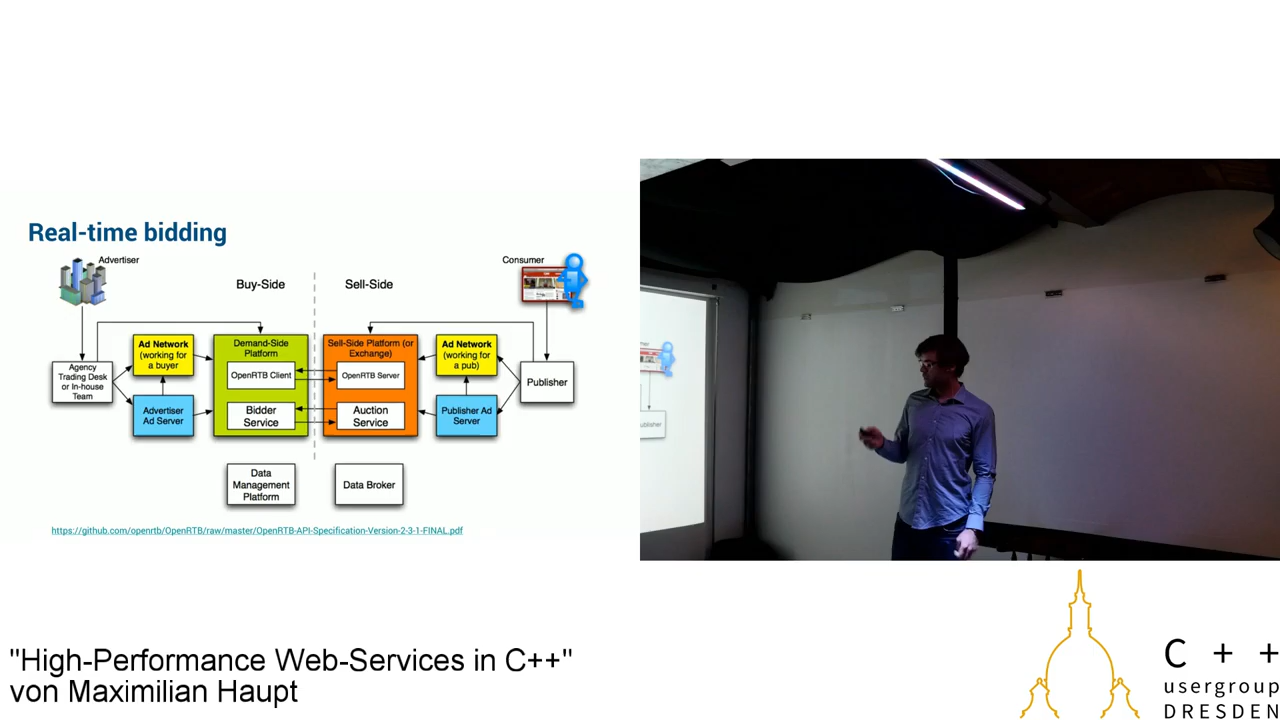 Real-time bidding
Advertiser
Consumer
Buy-Side
Sell-Side
Agency
Trading Desk
or In-house
Team
Ad Network
(working for
a buyer)
Advertiser
Ad Server
Demand-Side
Platform
OpenRTB Client
Bidder
Service
Sell-Side Platform (or
Exchange)
OpenRTB Server
Auction
Service
Ad Network
(working for
a pub)
Publisher Ad
Server
Publisher
Data
Management
Platform
Data Broker
https://github.com/openrtb/OpenRTB/raw/master/OpenRTB-API-Specification-Version-2-3-1-FINAL.pdf
"High-Performance Web-Services in C++"
von Maximilian Haupt
C + +
usergroup
DRESDEN